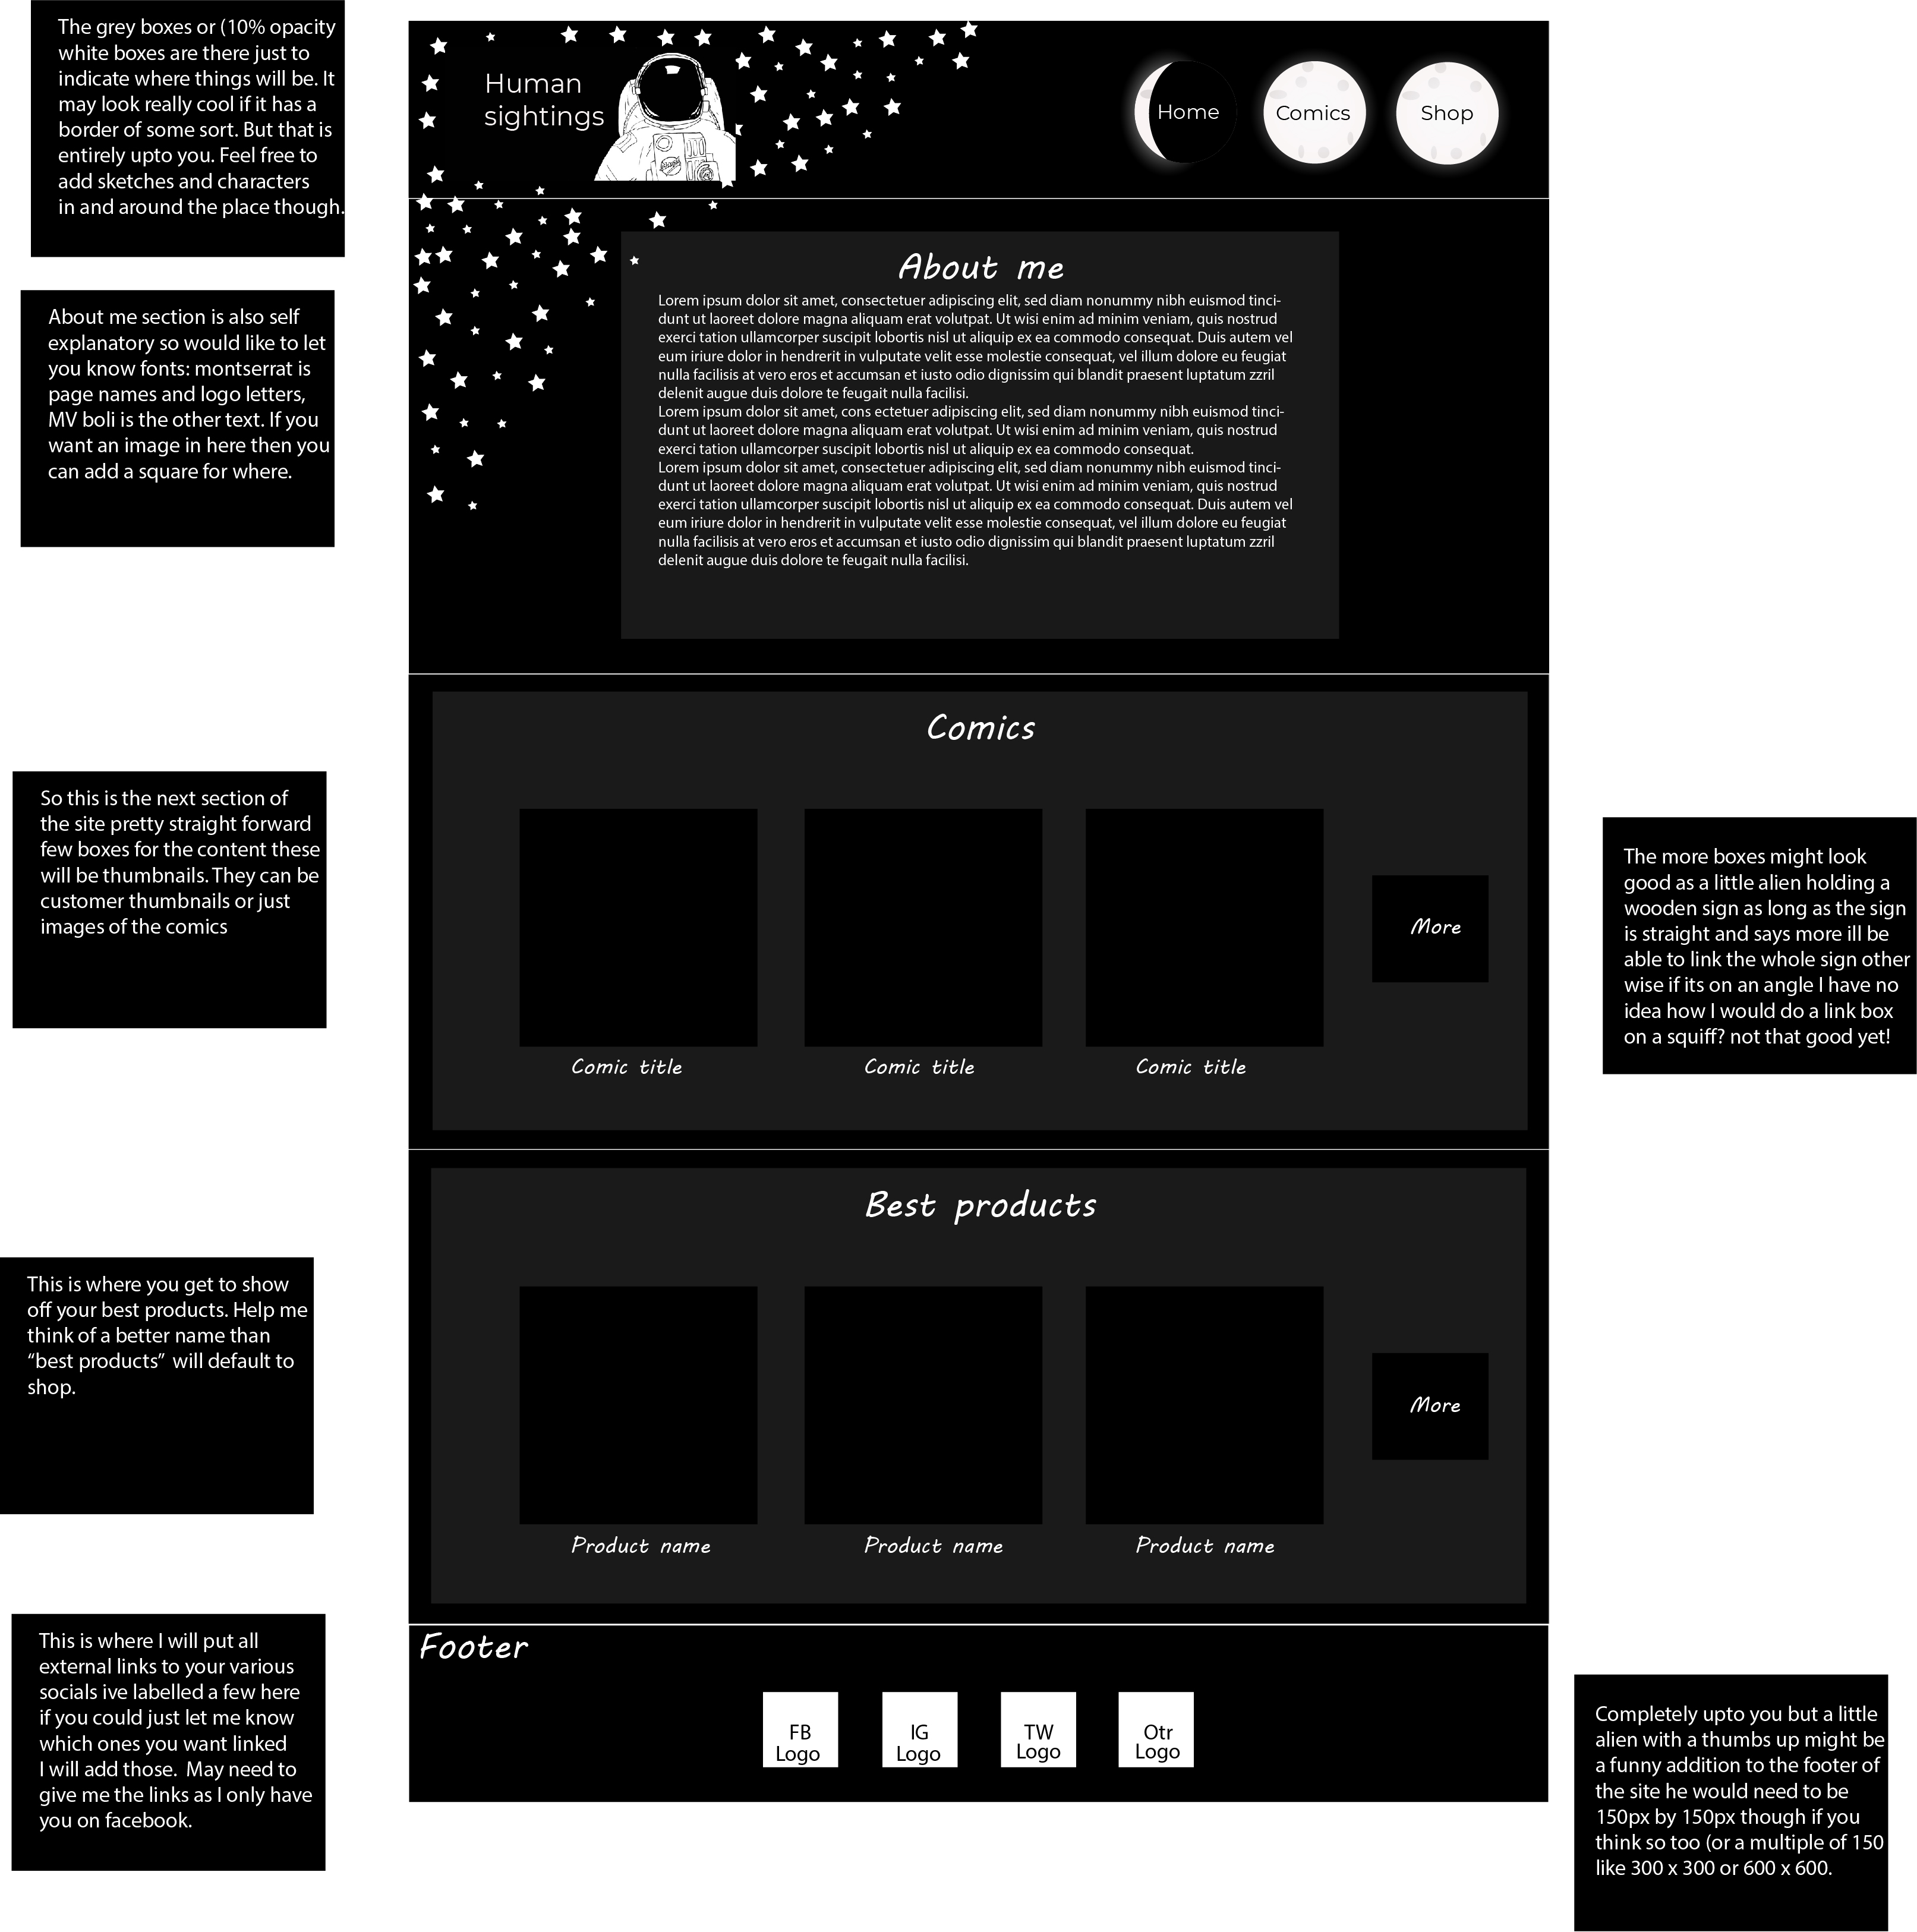 The grey boxes or (10% opacity
white boxes are there just to
indicate where things will be. It
may look really cool if it has a
border of some sort. But that is
entirely upto you. Feel free to
add sketches and characters
in and around the place though.
Human
sightings
Home
Comics
Shop
About me section is also self
explanatory so would like to let
you know fonts: montserrat is
page names and logo letters,
MV boli is the other text. If you
want an image in here then you
can add a square for where.
About me
Lorem ipsum dolor sit amet, consectetuer adipiscing elit, sed diam nonummy nibh euismod tinci-
dunt ut laoreet dolore magna aliquam erat volutpat. Ut wisi enim ad minim veniam, quis nostrud
exerci tation ullamcorper suscipit lobortis nisl ut aliquip ex ea commodo consequat. Duis autem vel
eum iriure dolor in hendrerit in vulputate velit esse molestie consequat, vel illum dolore eu feugiat
nulla facilisis at vero eros et accumsan et iusto odio dignissim qui blandit praesent luptatum zzril
delenit augue duis dolore te feugait nulla facilisi.
Lorem ipsum dolor sit amet, cons ectetuer adipiscing elit, sed diam nonummy nibh euismod tinci-
dunt ut laoreet dolore magna aliquam erat volutpat. Ut wisi enim ad minim veniam, quis nostrud
exerci tation ullamcorper suscipit lobortis nisl ut aliquip ex ea commodo consequat.
Lorem ipsum dolor sit amet, consectetuer adipiscing elit, sed diam nonummy nibh euismod tinci-
dunt ut laoreet dolore magna aliquam erat volutpat. Ut wisi enim ad minim veniam, quis nostrud
exerci tation ullamcorper suscipit lobortis nisl ut aliquip ex ea commodo consequat. Duis autem vel
eum iriure dolor in hendrerit in vulputate velit esse molestie consequat, vel illum dolore eu feugiat
nulla facilisis at vero eros et accumsan et iusto odio dignissim qui blandit praesent luptatum zzril
delenit augue duis dolore te feugait nulla facilisi.
So this is the next section of
the site pretty straight forward
few boxes for the content these
will be thumbnails. They can be
customer thumbnails or just
images of the comics
Comics
Comic title
Comic title
Comic title
More
The more boxes might look
good as a little alien holding a
wooden sign as long as the sign
is straight and says more ill be
able to link the whole sign other
wise if its on an angle I have no
idea how I would do a link box
on a squiff? not that good yet!
This is where you get to show
off your best products. Help me
think of a better name than
“best products”  will default to
shop.
Best products
Product name
Product name
Product name
More
This is where I will put all
external links to your various
socials ive labelled a few here
if you could just let me know
which ones you want linked
I will add those.  May need to
give me the links as I only have
you on facebook.
Footer
FB
Logo
IG
Logo
TW
Logo
Otr
Logo
Completely upto you but a little
alien with a thumbs up might be
a funny addition to the footer of
the site he would need to be
150px by 150px though if you
think so too (or a multiple of 150
like 300 x 300 or 600 x 600.